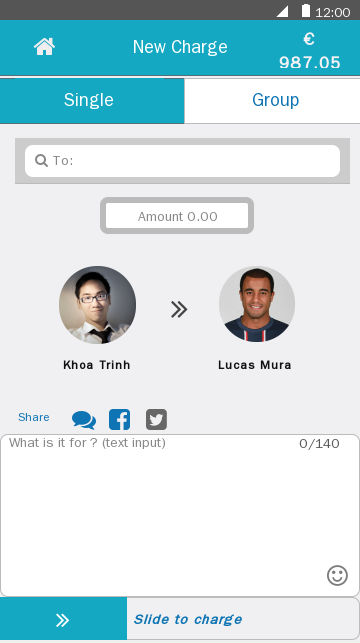 12:00
New Charge
€
987.05
Single
Group
To:
Amount 0.00
Khoa Trinh
Lucas Mura
Share
What is it for ? (text input)
0/140
Slide to charge